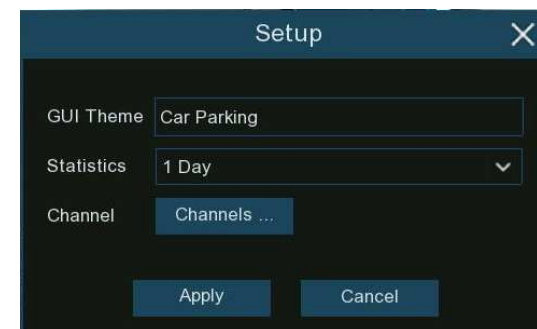 Setup
GUI Theme Car Parking
Statistics 1 Day
Channel Channels ...
Apply Cancel